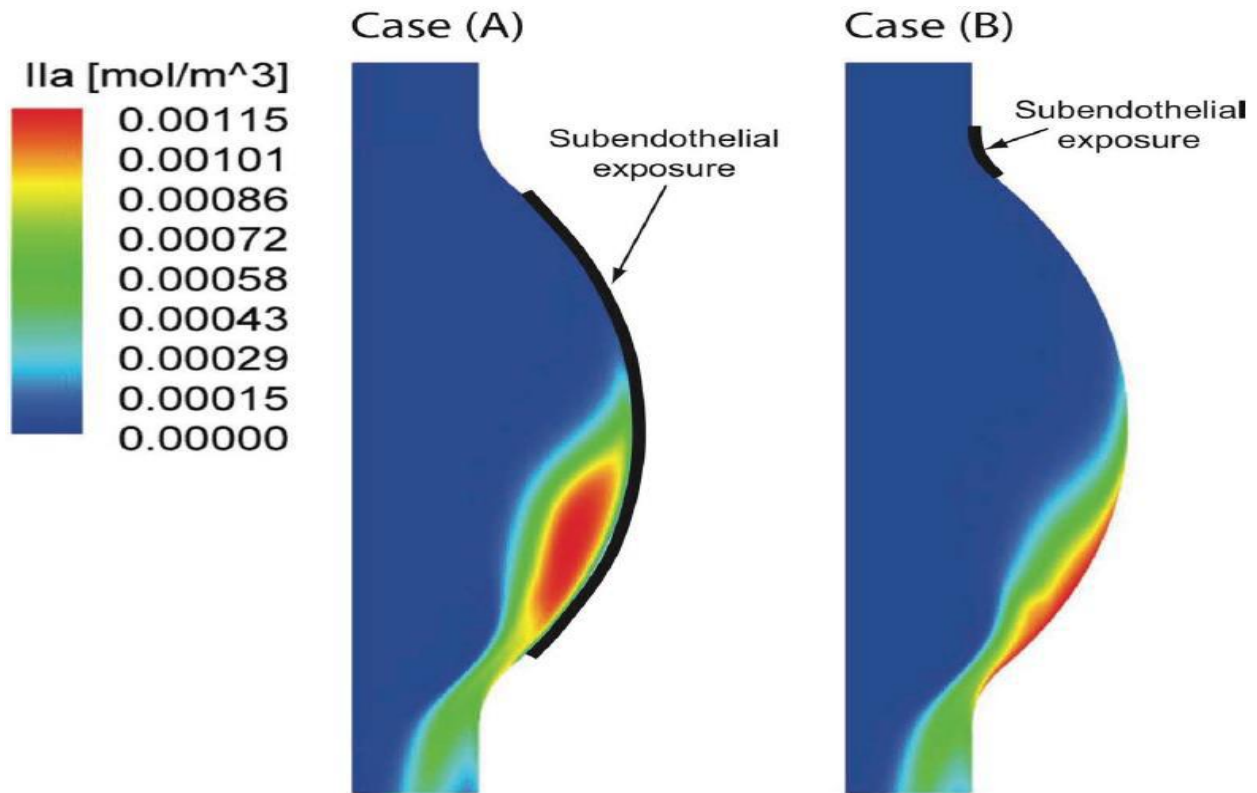 Case (A)
Case (B)
IIa [mol/m^3]
0.00115
0.00101
0.00086
0.00072
0.00058
0.00043
0.00029
0.00015
0.00000
Subendothelial
exposure
Subendothelial
exposure